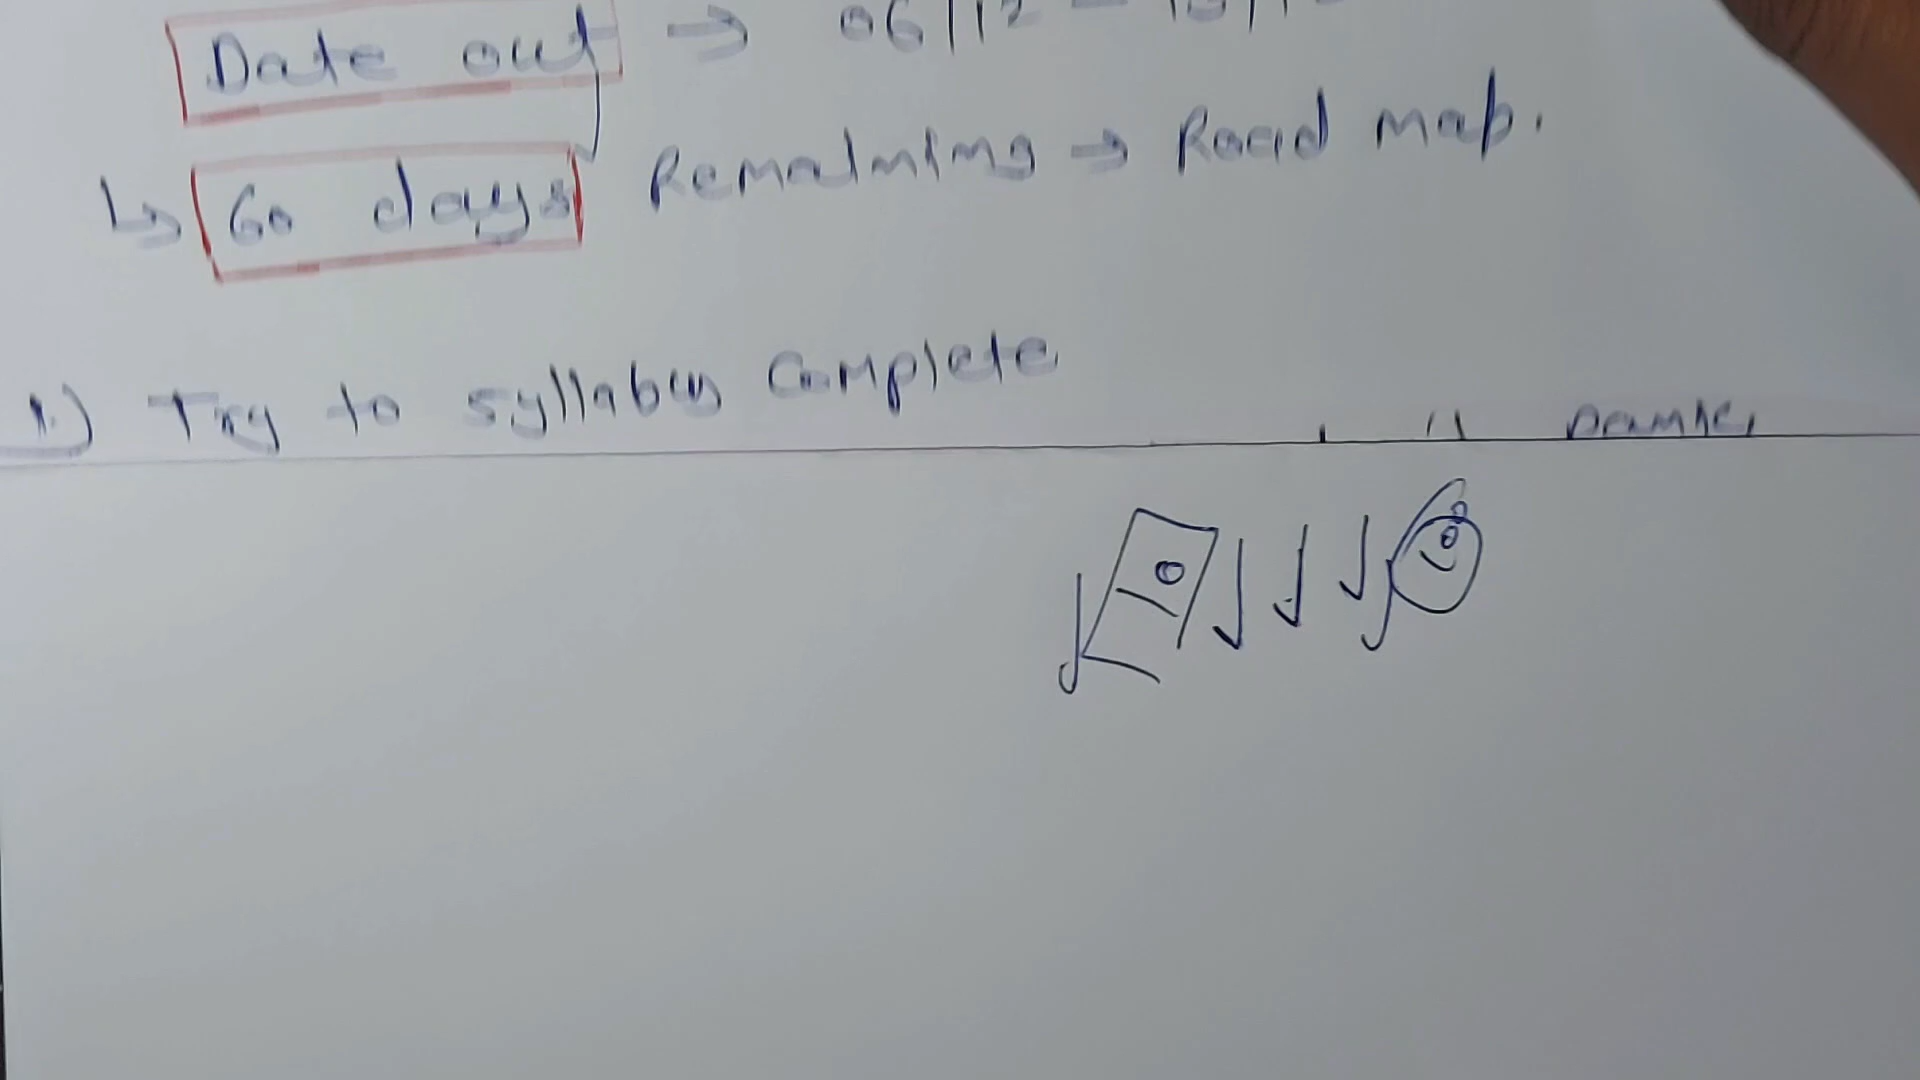 Date out → 06/12 -
↳ 60 days Remaining → Road map.
1.) Try to syllabus complete